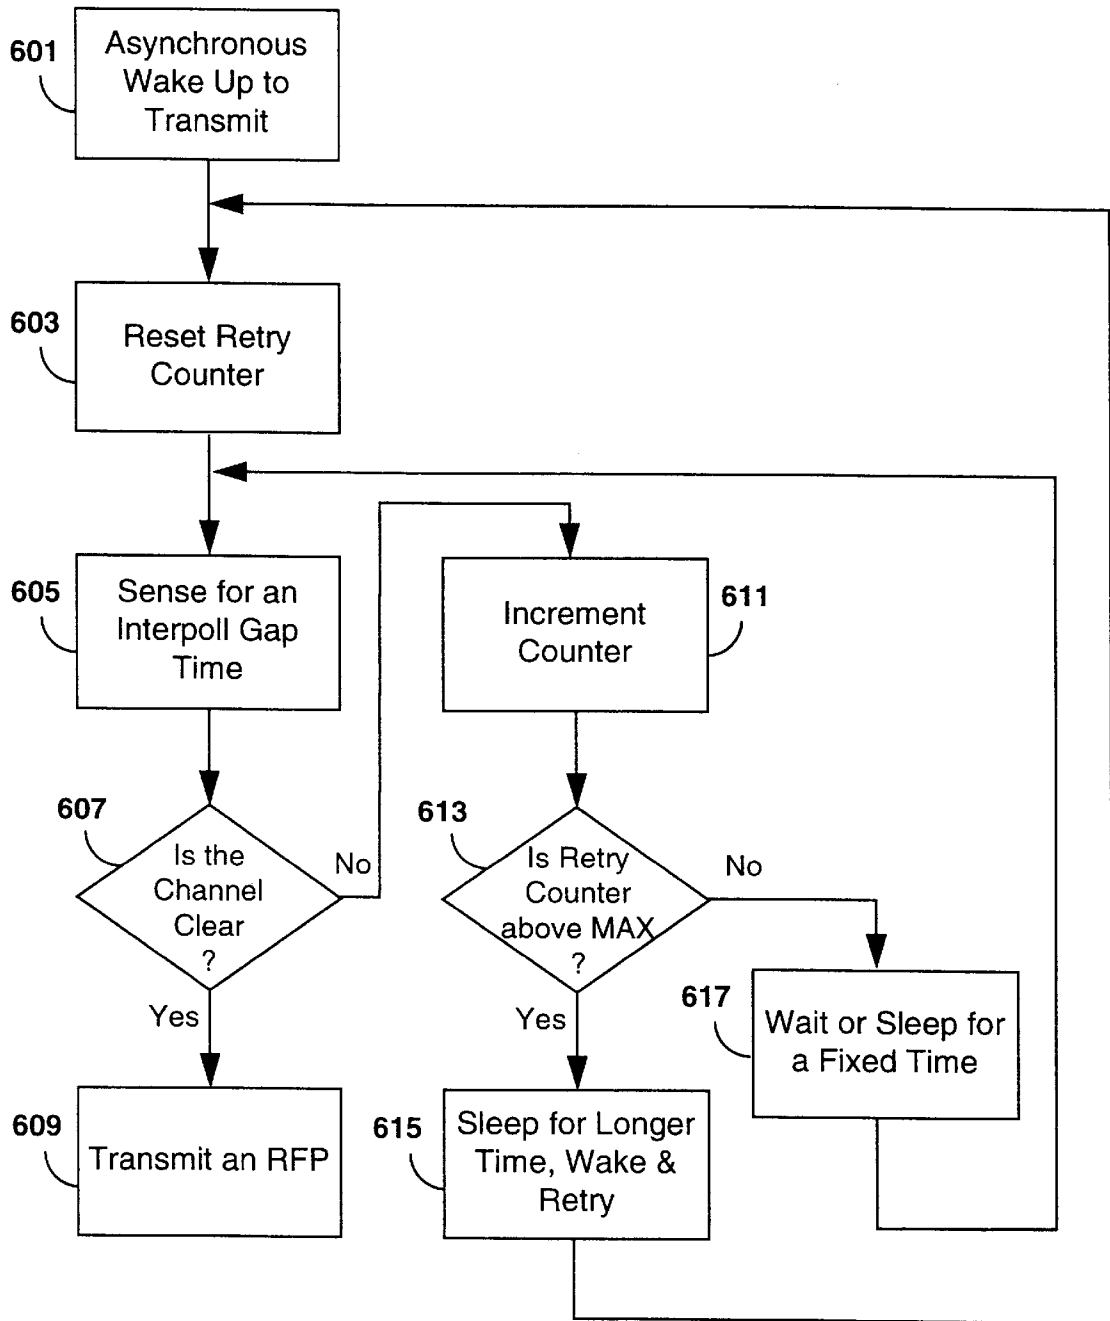 601
Asynchronous
Wake Up to
Transmit
603
Reset Retry
Counter
605
Sense for an
Interpoll Gap
Time
611
Increment
Counter
607
Is the
Channel
Clear
?
No
Yes
613
Is Retry
Counter
above MAX
?
No
Yes
617
Wait or Sleep for
a Fixed Time
609
Transmit an RFP
615
Sleep for Longer
Time, Wake &
Retry